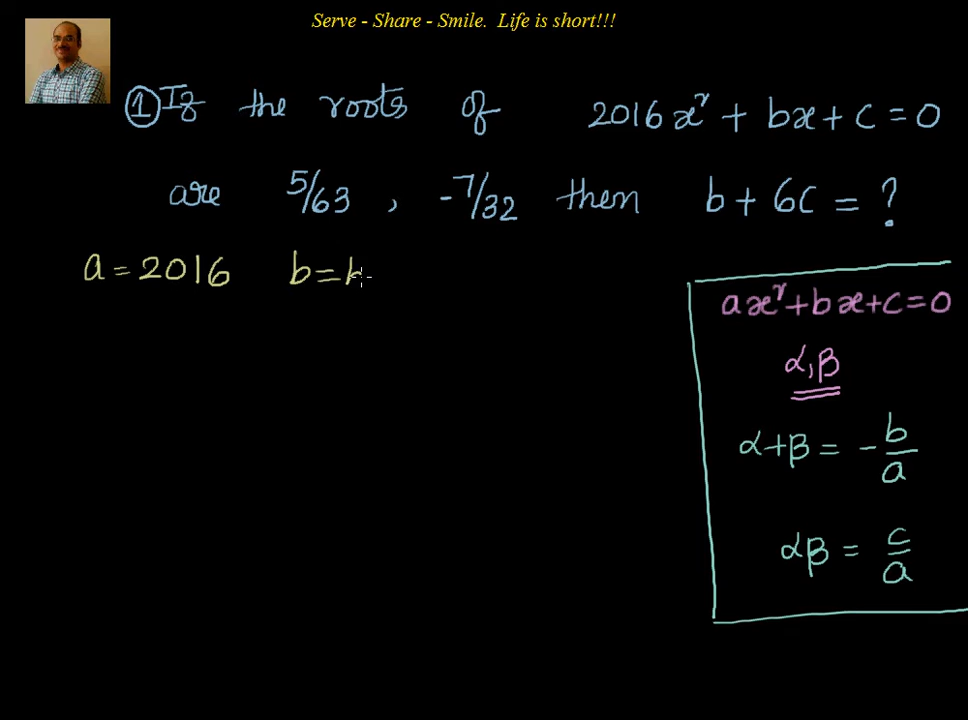 Serve - Share - Smile. Life is short!!!
① If the roots of 2016x² + bx + c = 0
are 5/63 , -7/32 then b + 6c = ?
a = 2016 b = b
ax² + bx + c = 0
α, β
α + β = - b/a
αβ = c/a